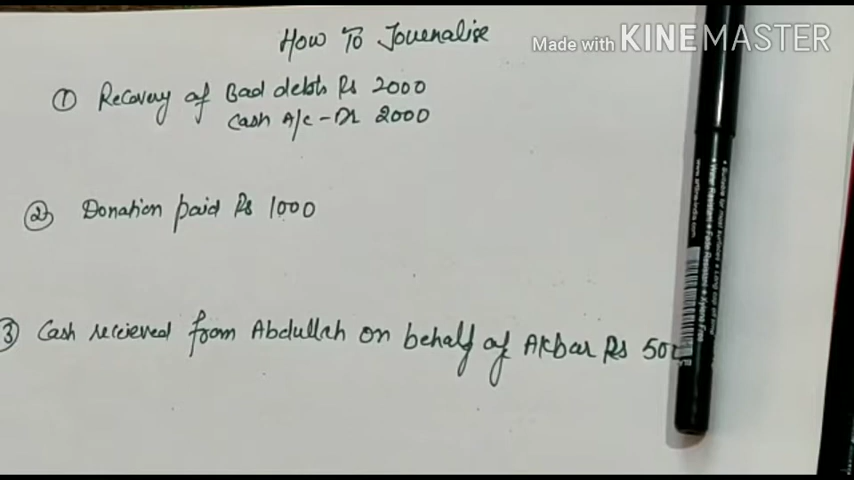 How To Journalise
Made with KINEMASTER
① Recovery of Bad debts Rs 2000
Cash A/c - Dr 2000
② Donation paid Rs 1000
③ Cash recieved from Abdullah on behalf of Akbar Rs